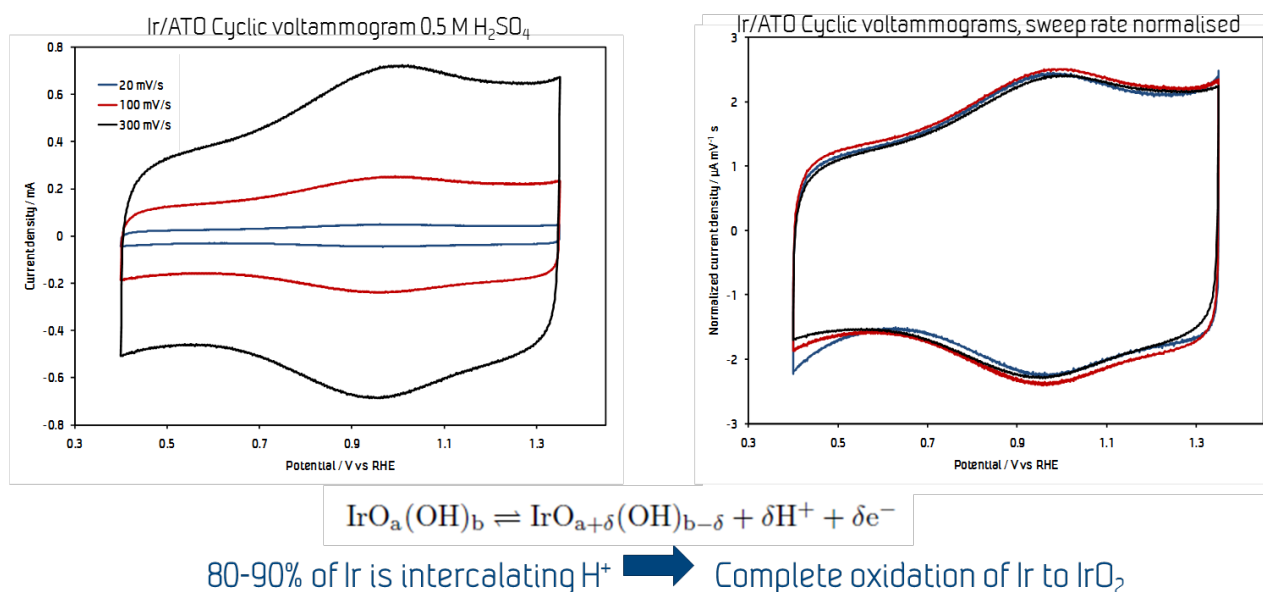 Ir/ATO Cyclic voltammogram 0.5 M H₂SO₄
0.8
0.6
0.4
0.2
0
-0.2
-0.4
-0.6
-0.8
Current density / mA
20 mV/s
100 mV/s
300 mV/s
0.3 0.5 0.7 0.9 1.1 1.3
Potential / V vs RHE
Ir/ATO Cyclic voltammograms, sweep rate normalised
3
2
1
0
-1
-2
-3
Normalized current density / µA mV⁻¹ s
0.3 0.5 0.7 0.9 1.1 1.3
Potential / V vs RHE
IrOₐ(OH)_b ⇌ IrOₐ₊δ(OH)_b−δ + δH⁺ + δe⁻
80-90% of Ir is intercalating H⁺ Complete oxidation of Ir to IrO₂